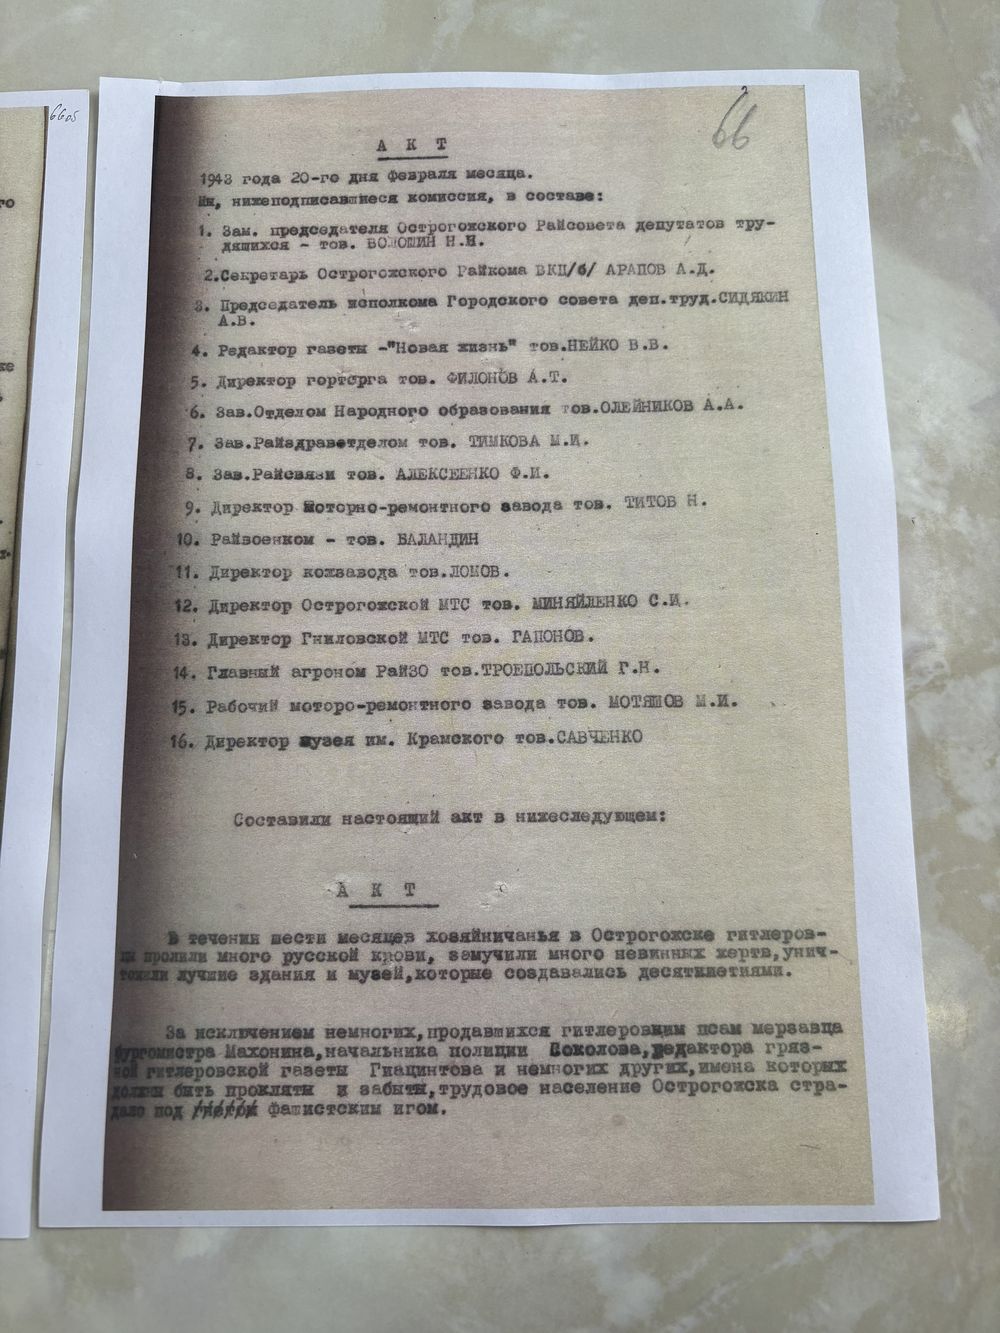 66об
го
66
А К Т
1943 года 20-го дня февраля месяца.
Мы, нижеподписавшиеся комиссия, в составе:
1. Зам. председателя Острогожского Райсовета депутатов тру-
дящихся - тов. ВОЛОШИН Н.Н.
2.Секретарь Острогожского Райкома ВКП/б/ АРАПОВ А.Д.
3. Председатель исполкома Городского совета деп.труд.СИДЯКИН
А.В.
4. Редактор газеты -"Новая жизнь" тов.НЕЙКО В.В.
5. Директор горторга тов. ФИЛОНОВ А.Т.
6. Зав.Отделом Народного образования тов.ОЛЕЙНИКОВ А.А.
7. Зав.Райздравотделом тов. ТИМКОВА М.И.
8. Зав.Райсвязи тов. АЛЕКСЕЕНКО Ф.И.
9. Директор Моторно-ремонтного завода тов. ТИТОВ Н.
10. Райвоенком - тов. БАЛАНДИН
11. Директор кожзавода тов.ЛОМОВ.
12. Директор Острогожской МТС тов. МИНЯЙЛЕНКО С.И.
13. Директор Гниловской МТС тов. ГАПОНОВ.
14. Главный агроном РайЗО тов.ТРОЕПОЛЬСКИЙ Г.Н.
15. Рабочий моторо-ремонтного завода тов. МОТЯШОВ М.И.
16. Директор музея им. Крамского тов.САВЧЕНКО
Составили настоящий акт в нижеследующем:
А К Т
В течении шести месяцев хозяйничанья в Острогожске гитлеров-
цы пролили много русской крови, замучили много невинных жертв,унич-
тожили лучшие здания и музей,которые создавались десятилетиями.
За исключением немногих,продавшихся гитлеровким псам мерзавца
бургомистра Махонина,начальника полиции Соколова,редактора гряз-
ной гитлеровской газеты Гиацинтова и немногих других,имена которых
должны быть прокляты и забыты,трудовое население Острогожска стра-
дало под фашистским игом.